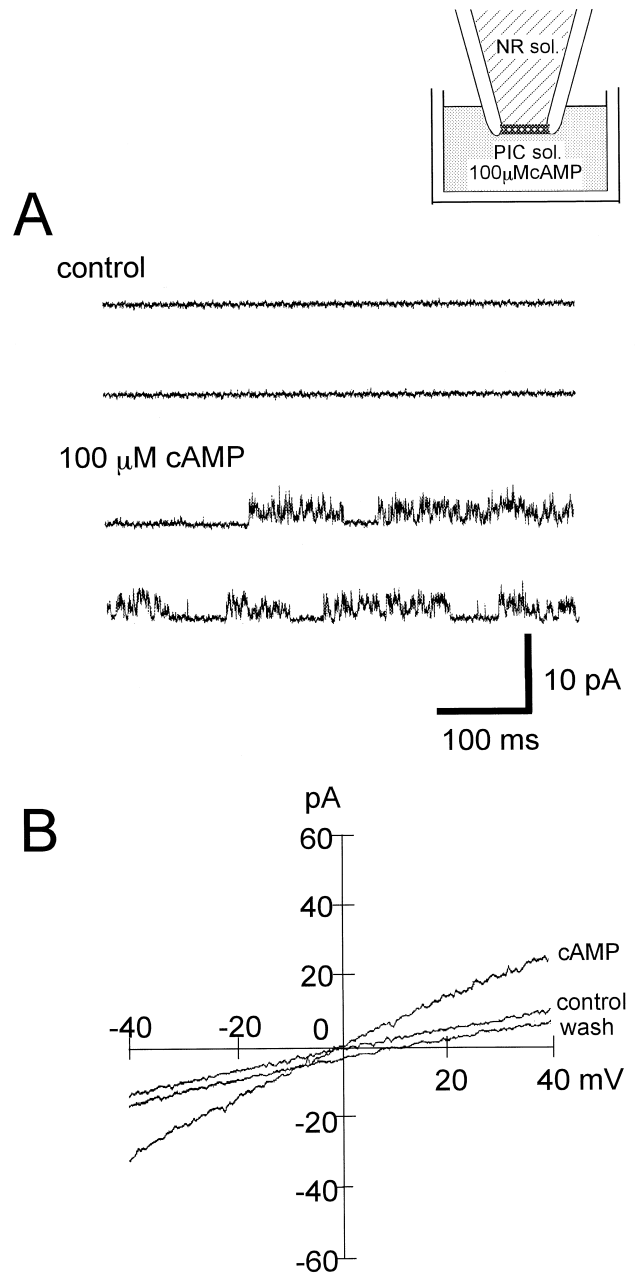 NR sol.
PIC sol.
100μMcAMP
A
control
100 μM cAMP
10 pA
100 ms
B
pA
60
40
20
cAMP
control
wash
-40 -20 0
20 40 mV
-20
-40
-60